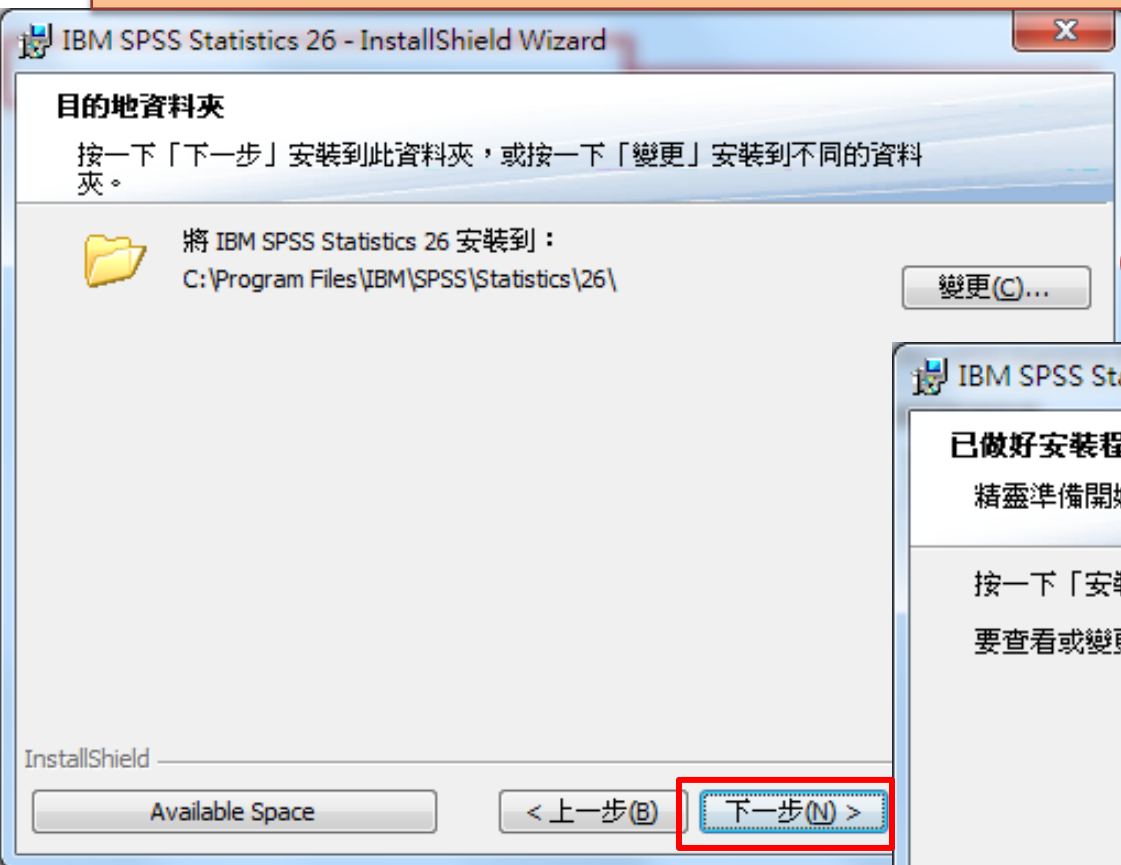 IBM SPSS Statistics 26 - InstallShield Wizard
目的地資料夾
按一下「下一步」安裝到此資料夾，或按一下「變更」安裝到不同的資料
夾。
將 IBM SPSS Statistics 26 安裝到：
C:\Program Files\IBM\SPSS\Statistics\26\
變更(C)...
InstallShield
Available Space
< 上一步(B)
下一步(N) >
IBM SPSS Sta
已做好安裝程
精靈準備開始
按一下「安裝
要查看或變更